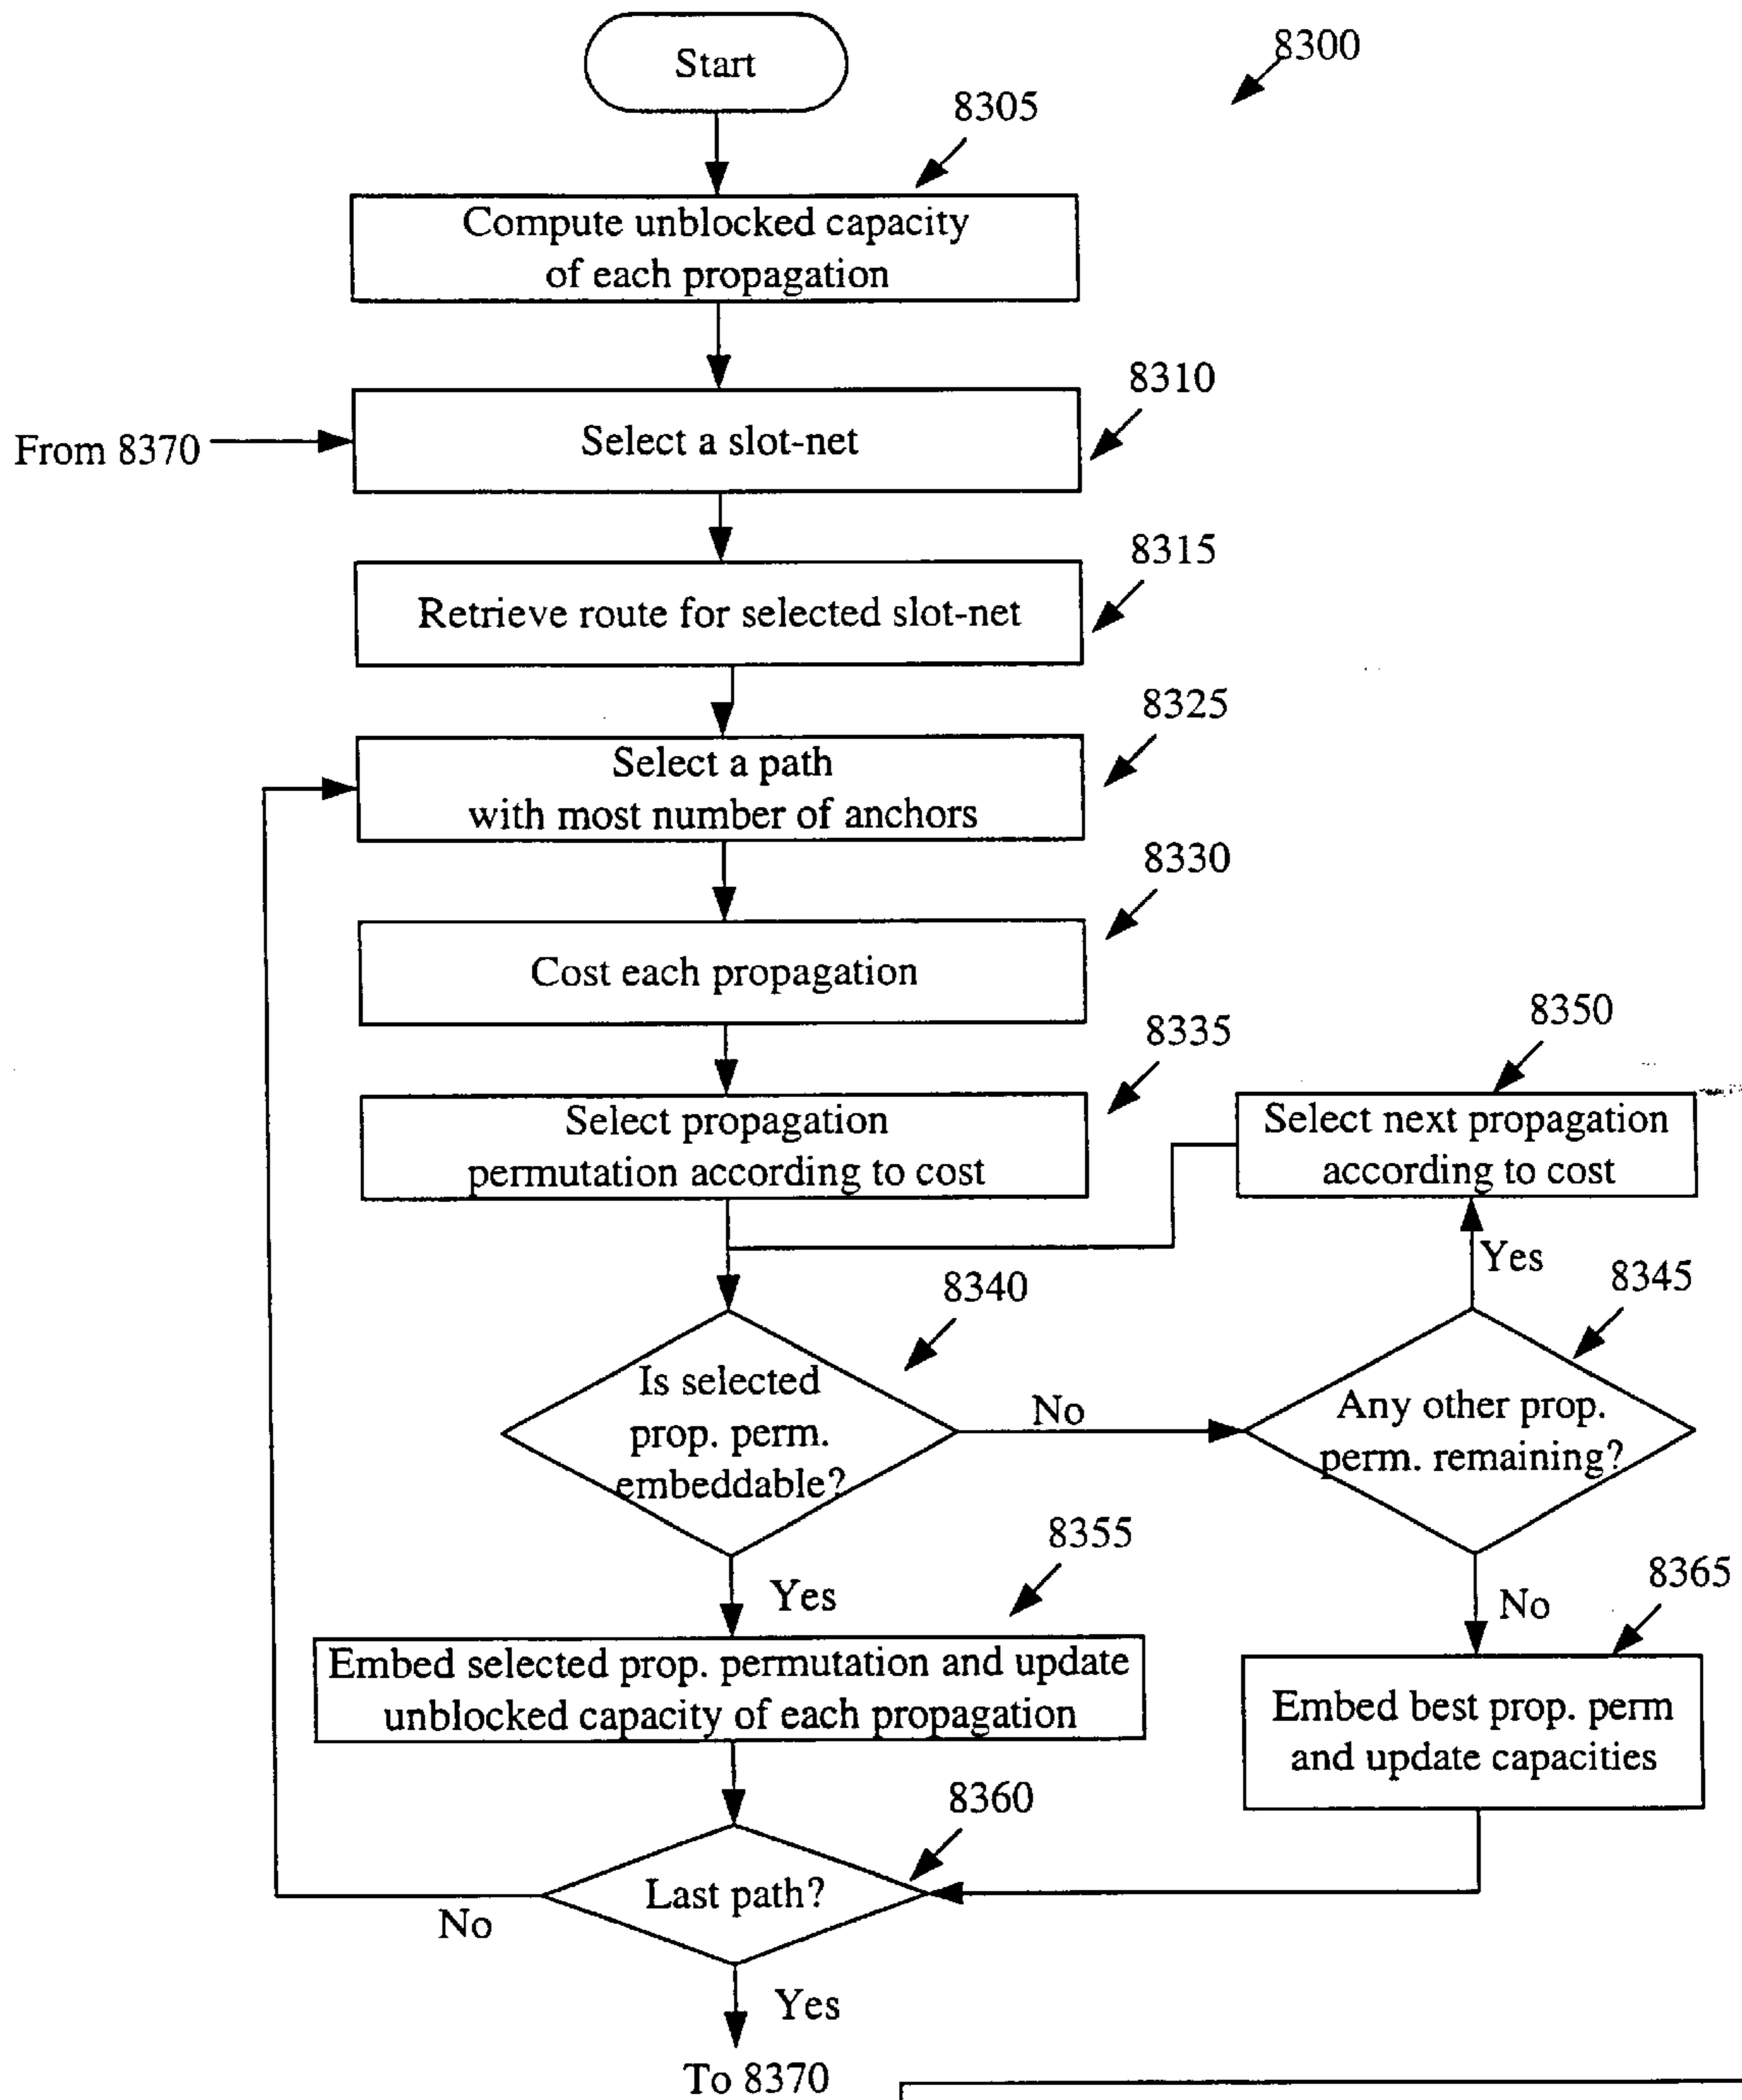 Start
8300
8305
Compute unblocked capacity
of each propagation
8310
From 8370
Select a slot-net
8315
Retrieve route for selected slot-net
8325
Select a path
with most number of anchors
8330
Cost each propagation
8335
Select propagation
permutation according to cost
8350
Select next propagation
according to cost
Yes
8345
8340
Is selected
prop. perm.
embeddable?
No
Any other prop.
perm. remaining?
8355
Yes
No
8365
Embed selected prop. permutation and update
unblocked capacity of each propagation
Embed best prop. perm
and update capacities
8360
Last path?
No
Yes
To 8370